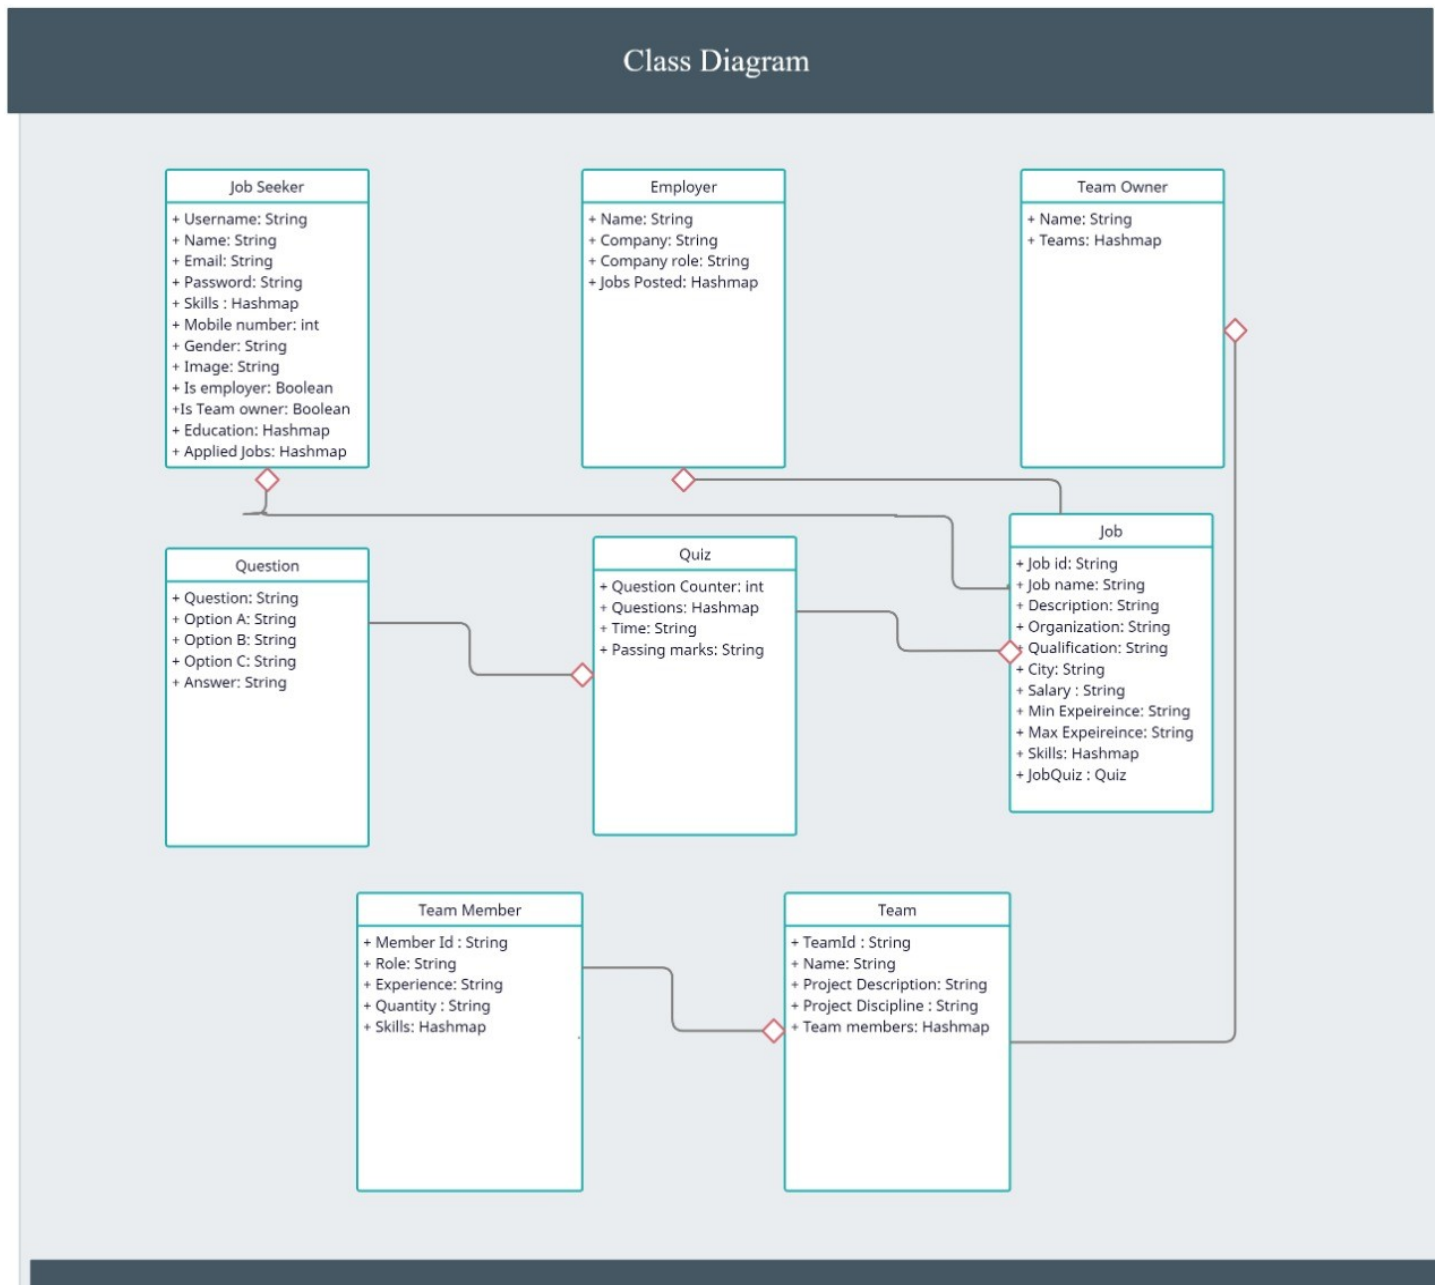 Class Diagram
Job Seeker
+ Username: String
+ Name: String
+ Email: String
+ Password: String
+ Skills : Hashmap
+ Mobile number: int
+ Gender: String
+ Image: String
+ Is employer: Boolean
+Is Team owner: Boolean
+ Education: Hashmap
+ Applied Jobs: Hashmap
Employer
+ Name: String
+ Company: String
+ Company role: String
+ Jobs Posted: Hashmap
Team Owner
+ Name: String
+ Teams: Hashmap
Question
+ Question: String
+ Option A: String
+ Option B: String
+ Option C: String
+ Answer: String
Quiz
+ Question Counter: int
+ Questions: Hashmap
+ Time: String
+ Passing marks: String
Job
+ Job id: String
+ Job name: String
+ Description: String
+ Organization: String
+ Qualification: String
+ City: String
+ Salary : String
+ Min Expeireince: String
+ Max Expeireince: String
+ Skills: Hashmap
+ JobQuiz : Quiz
Team Member
+ Member Id : String
+ Role: String
+ Experience: String
+ Quantity : String
+ Skills: Hashmap
Team
+ TeamId : String
+ Name: String
+ Project Description: String
+ Project Discipline : String
+ Team members: Hashmap